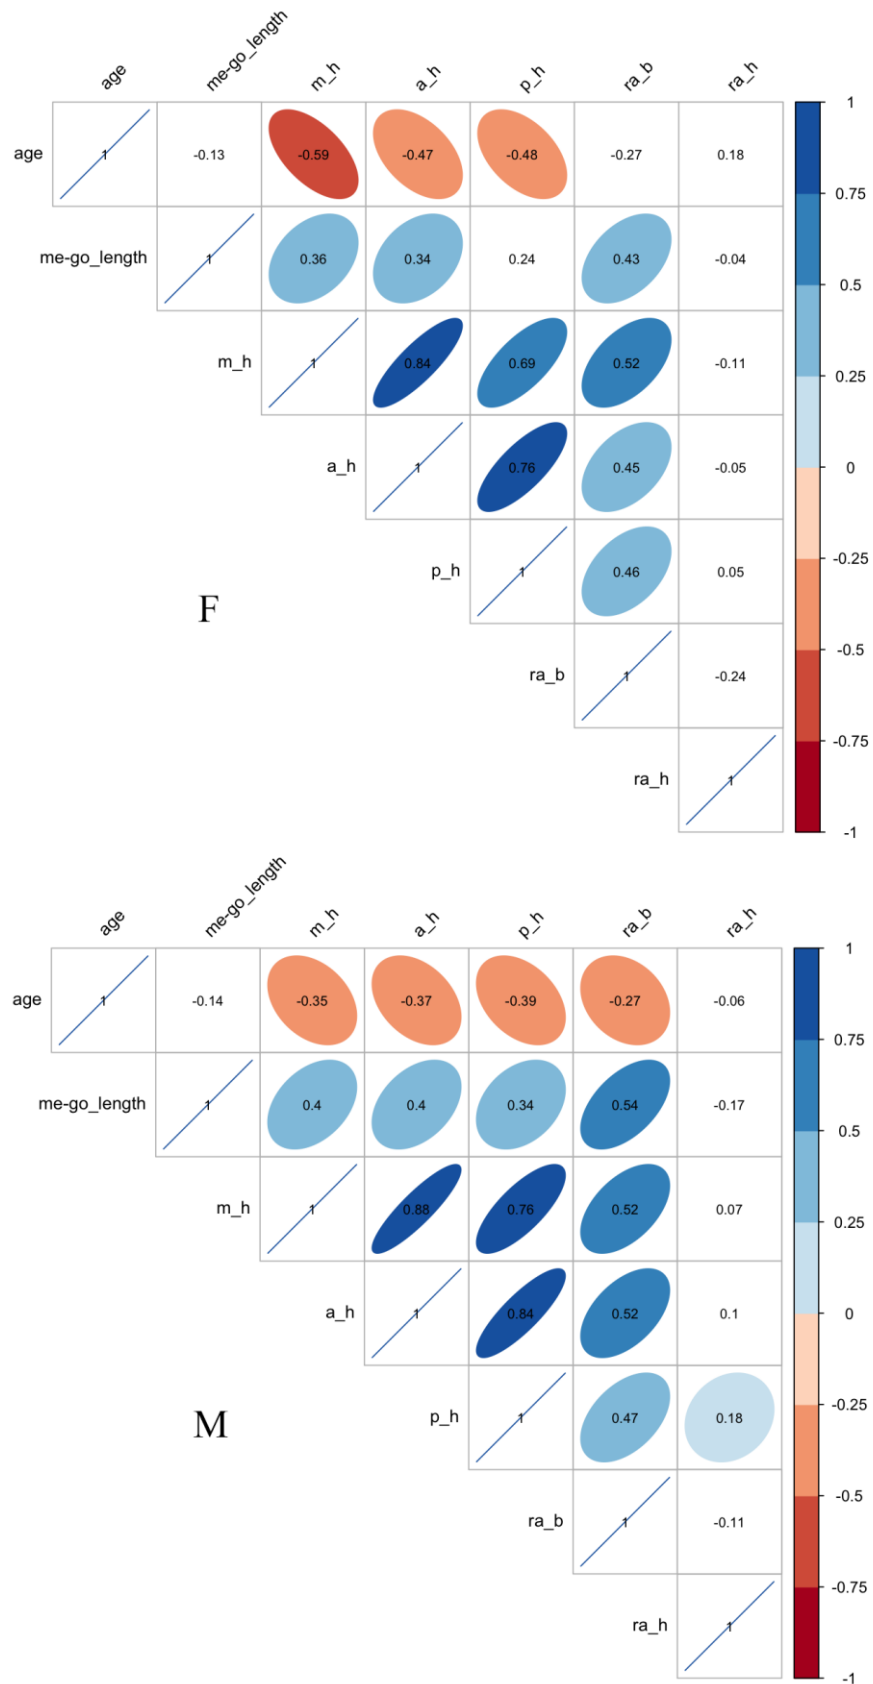 age me-go_length m_h a_h p_h ra_b ra_h
1
age 1 -0.13 -0.59 -0.47 -0.48 -0.27 0.18
0.75
me-go_length 1 0.36 0.34 0.24 0.43 -0.04
0.5
m_h 1 0.84 0.69 0.52 -0.11
0.25
a_h 1 0.76 0.45 -0.05
0
-0.25
p_h 1 0.46 0.05
F
-0.5
ra_b 1 -0.24
-0.75
ra_h 1
-1
age me-go_length m_h a_h p_h ra_b ra_h
1
age 1 -0.14 -0.35 -0.37 -0.39 -0.27 -0.06
0.75
me-go_length 1 0.4 0.4 0.34 0.54 -0.17
0.5
m_h 1 0.88 0.76 0.52 0.07
0.25
a_h 1 0.84 0.52 0.1
0
-0.25
p_h 1 0.47 0.18
M
-0.5
ra_b 1 -0.11
-0.75
ra_h 1
-1